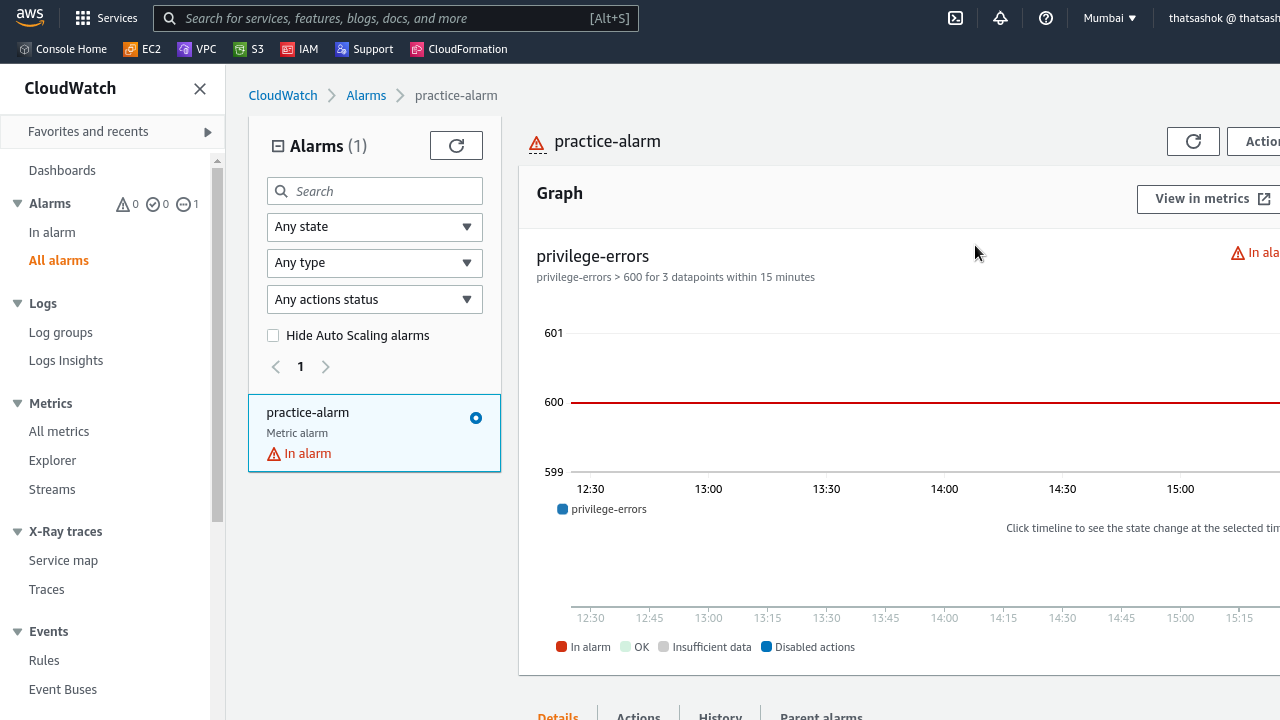 aws
Services
Search for services, features, blogs, docs, and more [Alt+S]
Mumbai
thatsashok @ thatsash
Console Home EC2 VPC S3 IAM Support CloudFormation
CloudWatch
Favorites and recents
Dashboards
Alarms 0 0 1
In alarm
All alarms
Logs
Log groups
Logs Insights
Metrics
All metrics
Explorer
Streams
X-Ray traces
Service map
Traces
Events
Rules
Event Buses
CloudWatch Alarms practice-alarm
Alarms (1)
Search
Any state
Any type
Any actions status
Hide Auto Scaling alarms
1
practice-alarm
Metric alarm
In alarm
practice-alarm
Action
Graph
View in metrics
privilege-errors
In ala
privilege-errors > 600 for 3 datapoints within 15 minutes
601
600
599
12:30 13:00 13:30 14:00 14:30 15:00
privilege-errors
Click timeline to see the state change at the selected tim
12:30 12:45 13:00 13:15 13:30 13:45 14:00 14:15 14:30 14:45 15:00 15:15
In alarm OK Insufficient data Disabled actions
Details Actions History Parent alarms